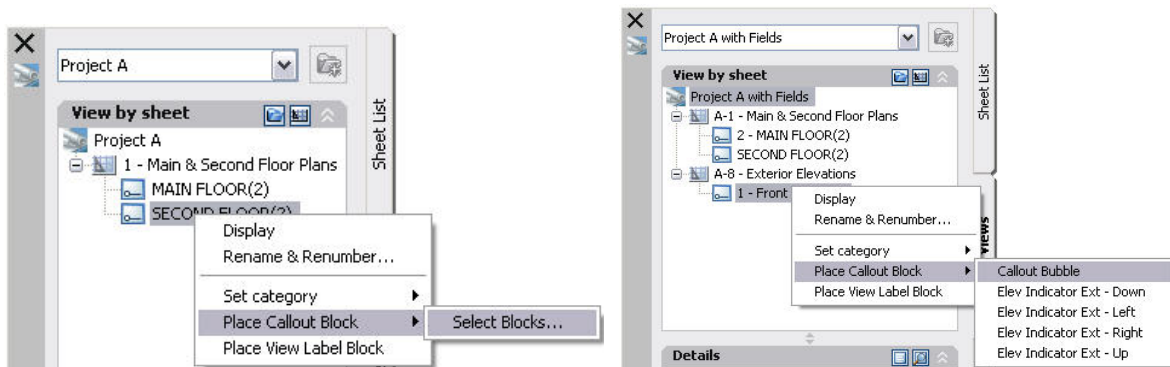 Project A
View by sheet
Project A
1 - Main & Second Floor Plans
MAIN FLOOR(2)
SECOND FLOOR(2)
Display
Rename & Renumber...
Set category
Place Callout Block
Select Blocks...
Place View Label Block
Sheet List
Project A with Fields
View by sheet
Project A with Fields
A-1 - Main & Second Floor Plans
2 - MAIN FLOOR(2)
SECOND FLOOR(2)
A-8 - Exterior Elevations
1 - Front
Display
Rename & Renumber...
Set category
Place Callout Block
Place View Label Block
Callout Bubble
Elev Indicator Ext - Down
Elev Indicator Ext - Left
Elev Indicator Ext - Right
Elev Indicator Ext - Up
Details
Sheet List
Views